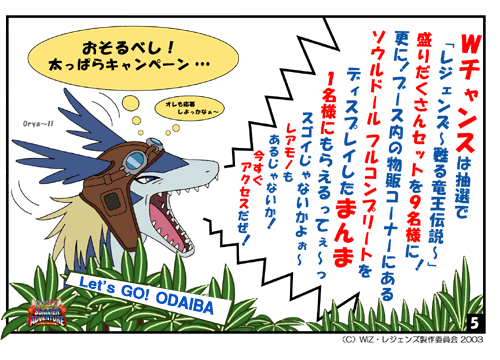 Wチャンスは抽選で
「レジェンズ〜甦る竜王伝説〜」
盛りだくさんセットを9名様に!
更に!ブース内の物販コーナーにある
ソウルドール フルコンプリートを
ディスプレイしたまんま
1名様にもらえるってぇ〜っ
スゴイじゃないかよぉ〜
レアモノも
あるじゃないか!
今すぐ
アクセスだぜ!
おそるべし!
太っぱらキャンペーン…
オレも応募
しよっかなぁ〜
Orya~!!
Let's GO! ODAIBA
SUMMER
ADVENTURE
5
(C) WiZ・レジェンズ製作委員会 2003